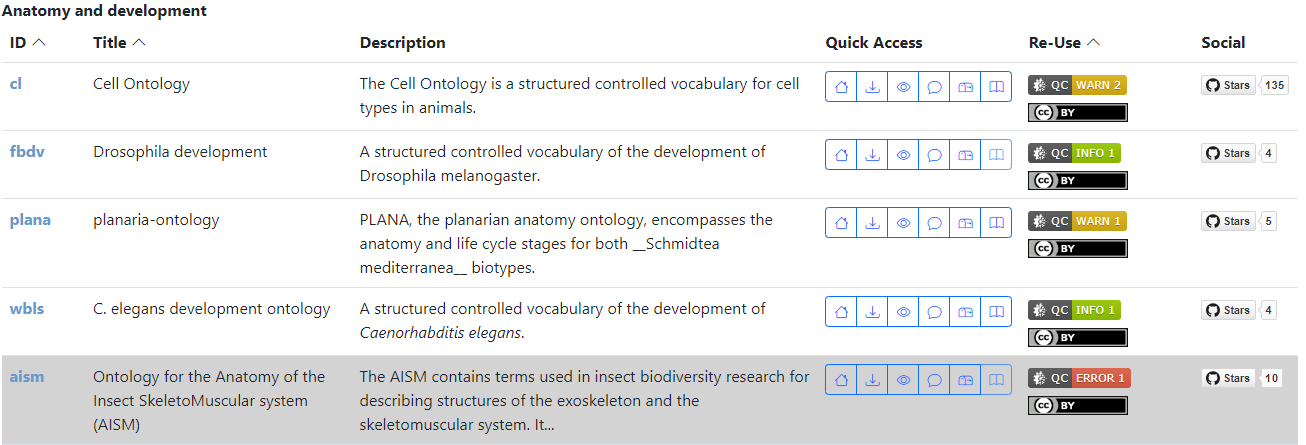 Anatomy and development
ID Title Description Quick Access Re-Use Social
cl Cell Ontology The Cell Ontology is a structured controlled vocabulary for cell QC WARN 2 Stars 135
types in animals. cc BY
fbdv Drosophila development A structured controlled vocabulary of the development of QC INFO 1 Stars 4
Drosophila melanogaster. cc BY
plana planaria-ontology PLANA, the planarian anatomy ontology, encompasses the QC WARN 1 Stars 5
anatomy and life cycle stages for both __Schmidtea cc BY
mediterranea__ biotypes.
wbls C. elegans development ontology A structured controlled vocabulary of the development of QC INFO 1 Stars 4
Caenorhabditis elegans. cc BY
aism Ontology for the Anatomy of the The AISM contains terms used in insect biodiversity research for QC ERROR 1 Stars 10
Insect SkeletoMuscular system describing structures of the exoskeleton and the cc BY
(AISM) skeletomuscular system. It...